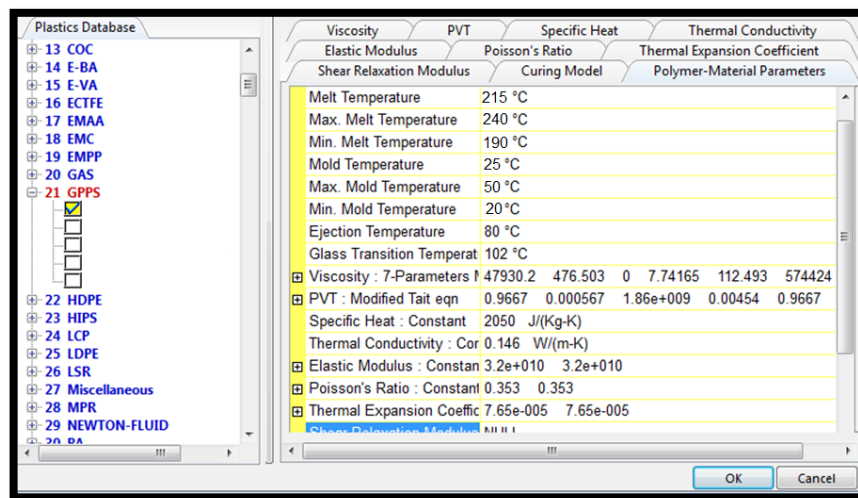 Plastics Database
13 COC
14 E-BA
15 E-VA
16 ECTFE
17 EMAA
18 EMC
19 EMPP
20 GAS
21 GPPS
22 HDPE
23 HIPS
24 LCP
25 LDPE
26 LSR
27 Miscellaneous
28 MPR
29 NEWTON-FLUID
30 PA
Viscosity PVT Specific Heat Thermal Conductivity
Elastic Modulus Poisson's Ratio Thermal Expansion Coefficient
Shear Relaxation Modulus Curing Model Polymer-Material Parameters
Melt Temperature 215 °C
Max. Melt Temperature 240 °C
Min. Melt Temperature 190 °C
Mold Temperature 25 °C
Max. Mold Temperature 50 °C
Min. Mold Temperature 20 °C
Ejection Temperature 80 °C
Glass Transition Temperat 102 °C
Viscosity : 7-Parameters M 47930.2 476.503 0 7.74165 112.493 574424
PVT : Modified Tait eqn 0.9667 0.000567 1.86e+009 0.00454 0.9667
Specific Heat : Constant 2050 J/(Kg-K)
Thermal Conductivity : Cor 0.146 W/(m-K)
Elastic Modulus : Constan 3.2e+010 3.2e+010
Poisson's Ratio : Constant 0.353 0.353
Thermal Expansion Coeffic 7.65e-005 7.65e-005
Shear Relaxation Modulus NULL
OK Cancel